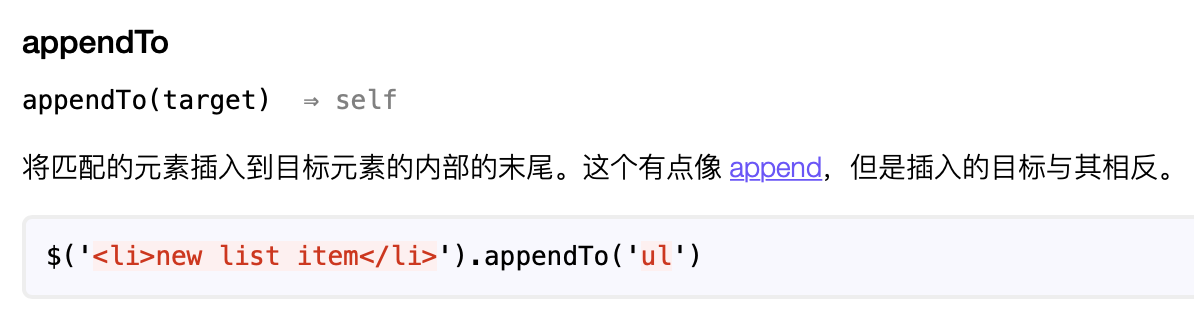 appendTo
appendTo(target) ⇒ self
将匹配的元素插入到目标元素的内部的末尾。这个有点像 append，但是插入的目标与其相反。
$('<li>new list item</li>').appendTo('ul')